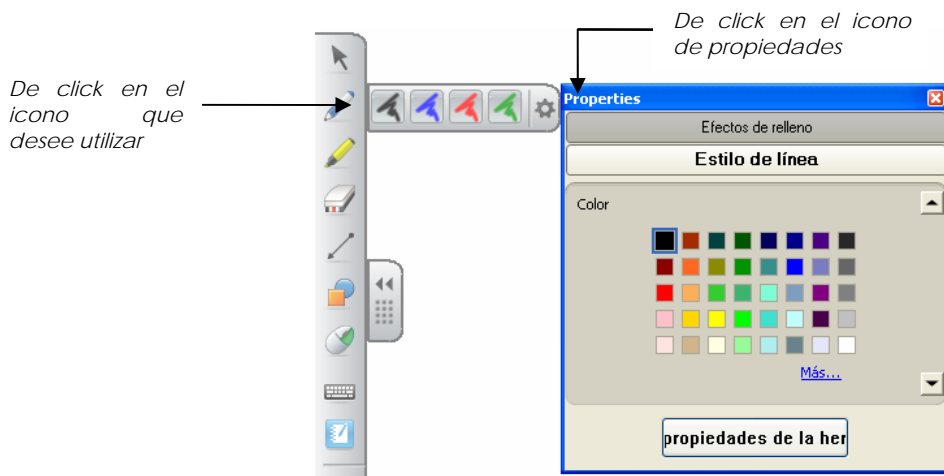 De click en el icono
de propiedades
De click en el
icono que
desee utilizar
Properties
Efectos de relleno
Estilo de línea
Color
Más...
propiedades de la her